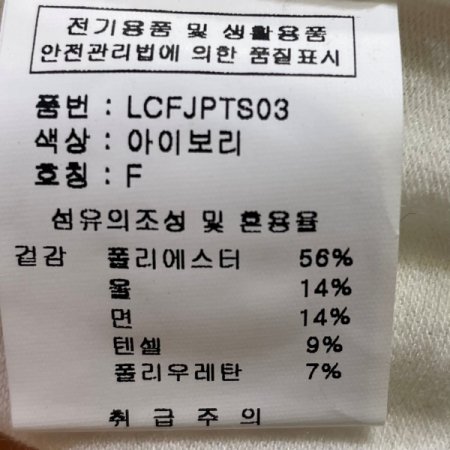 전기용품 및 생활용품
안전관리법에 의한 품질표시
품번 : LCFJPTS03
색상 : 아이보리
호칭 : F
섬유의조성 및 혼용율
겉감 폴리에스터 56%
울 14%
면 14%
텐셀 9%
폴리우레탄 7%
취 급 주 의